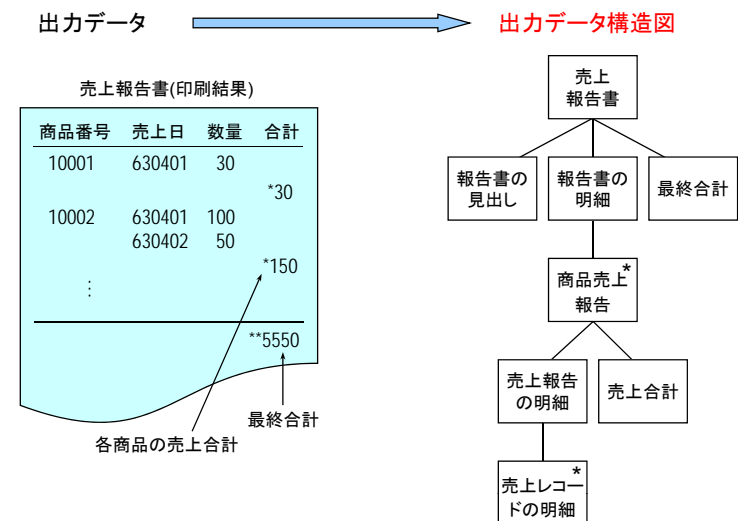 出力データ
出力データ構造図
売上報告書(印刷結果)
商品番号 売上日 数量 合計
10001 630401 30
*30
10002 630401 100
630402 50
*150
⋮
**5550
最終合計
各商品の売上合計
売上
報告書
報告書の
見出し
報告書の
明細
最終合計
商品売上*
報告
売上報告
の明細
売上合計
*
売上レコー
ドの明細